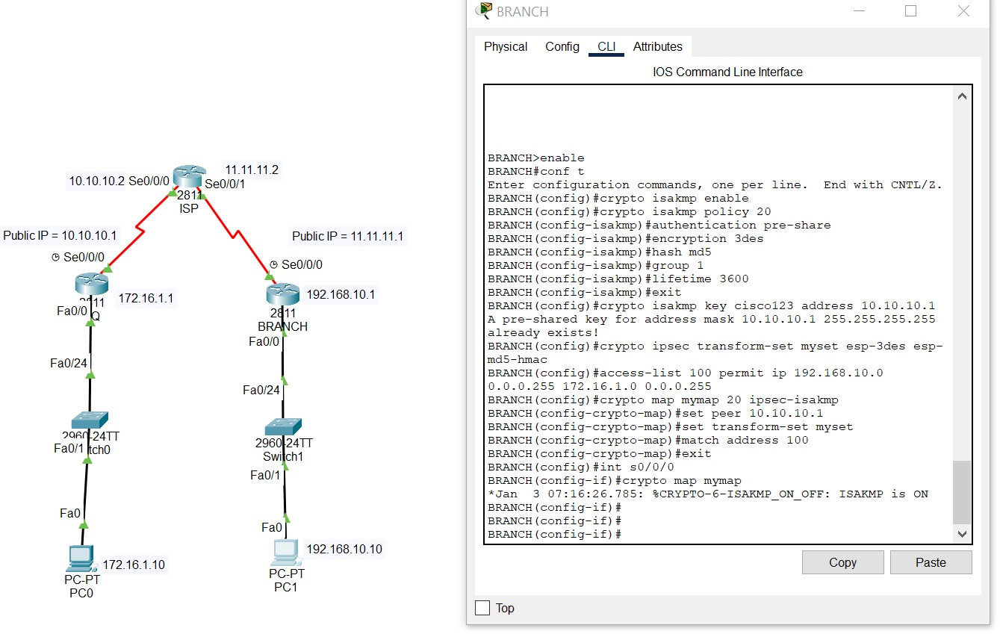 10.10.10.2 Se0/0/0
11.11.11.2
Se0/0/1
2811
ISP
Public IP = 10.10.10.1
Se0/0/0
Public IP = 11.11.11.1
Se0/0/0
172.16.1.1
Fa0/0
192.168.10.1
2811
BRANCH
Fa0/0
Fa0/24
Fa0/24
2960-24TT
Fa0/1
2960-24TT
Switch1
Fa0/1
Fa0
Fa0
172.16.1.10
PC-PT
PC0
192.168.10.10
PC-PT
PC1
BRANCH
Physical Config CLI Attributes
IOS Command Line Interface
BRANCH>enable
BRANCH#conf t
Enter configuration commands, one per line.  End with CNTL/Z.
BRANCH(config)#crypto isakmp enable
BRANCH(config)#crypto isakmp policy 20
BRANCH(config-isakmp)#authentication pre-share
BRANCH(config-isakmp)#encryption 3des
BRANCH(config-isakmp)#hash md5
BRANCH(config-isakmp)#group 1
BRANCH(config-isakmp)#lifetime 3600
BRANCH(config-isakmp)#exit
BRANCH(config)#crypto isakmp key cisco123 address 10.10.10.1
A pre-shared key for address mask 10.10.10.1 255.255.255.255
already exists!
BRANCH(config)#crypto ipsec transform-set myset esp-3des esp-
md5-hmac
BRANCH(config)#access-list 100 permit ip 192.168.10.0
0.0.0.255 172.16.1.0 0.0.0.255
BRANCH(config)#crypto map mymap 20 ipsec-isakmp
BRANCH(config-crypto-map)#set peer 10.10.10.1
BRANCH(config-crypto-map)#set transform-set myset
BRANCH(config-crypto-map)#match address 100
BRANCH(config-crypto-map)#exit
BRANCH(config)#int s0/0/0
BRANCH(config-if)#crypto map mymap
*Jan  3 07:16:26.785: %CRYPTO-6-ISAKMP_ON_OFF: ISAKMP is ON
BRANCH(config-if)#
BRANCH(config-if)#
BRANCH(config-if)#
Copy Paste
Top